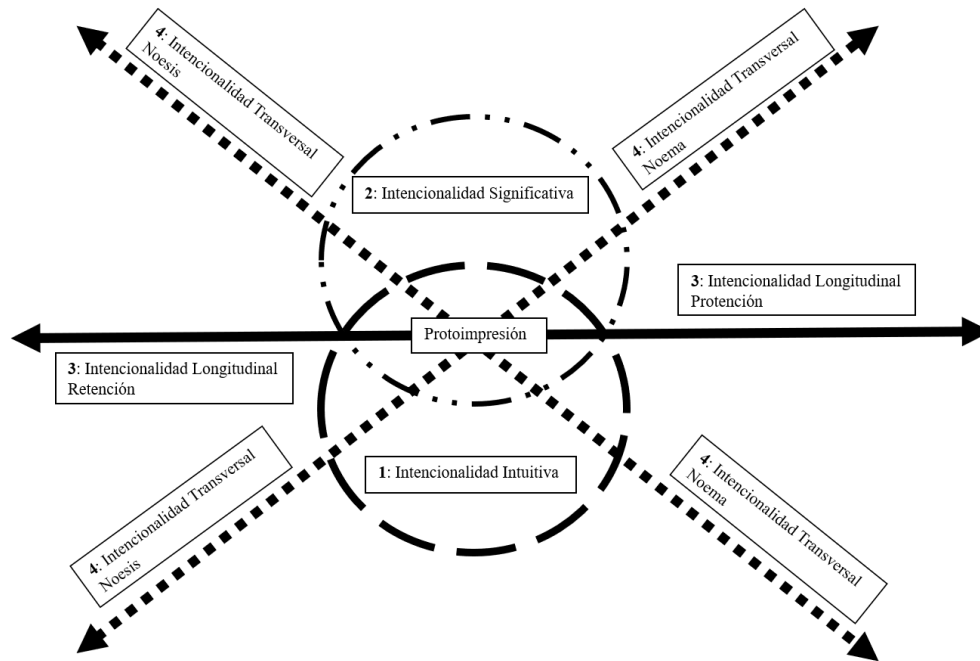 4: Intencionalidad Transversal
Noesis
4: Intencionalidad Transversal
Noema
2: Intencionalidad Significativa
3: Intencionalidad Longitudinal
Protención
Protoimpresión
3: Intencionalidad Longitudinal
Retención
1: Intencionalidad Intuitiva
4: Intencionalidad Transversal
Noesis
4: Intencionalidad Transversal
Noema